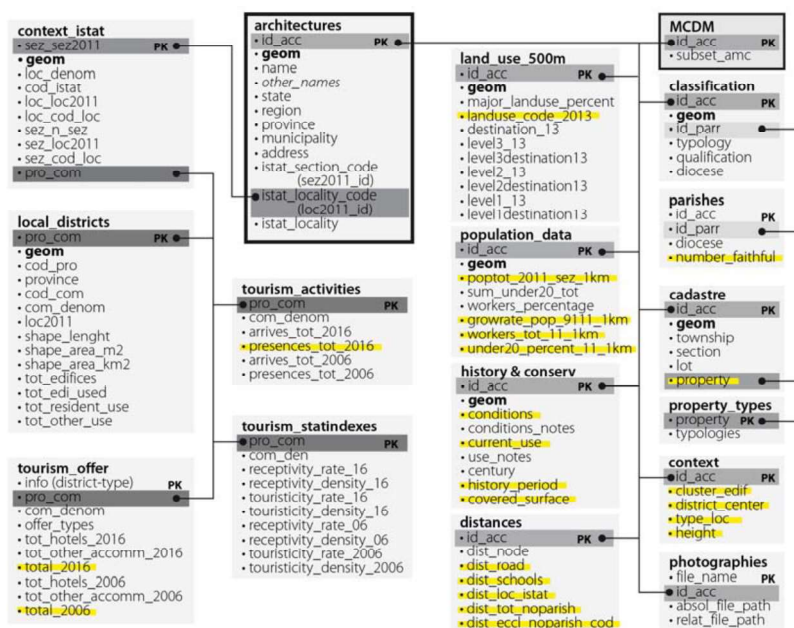 context_istat
• sez_sez2011 PK
• geom
• loc_denom
• cod_istat
• loc_loc2011
• loc_cod_loc
• sez_n_sez
• sez_loc2011
• sez_cod_loc
• pro_com
local_districts
• pro_com PK
• geom
• cod_pro
• province
• cod_com
• com_denom
• loc2011
• shape_lenght
• shape_area_m2
• shape_area_km2
• tot_edifices
• tot_edi_used
• tot_resident_use
• tot_other_use
tourism_offer
• info (district-type) PK
• pro_com
• com_denom
• offer_types
• tot_hotels_2016
• tot_other_accomm_2016
• total_2016
• tot_hotels_2006
• tot_other_accomm_2006
• total_2006
architectures
• id_acc PK
• geom
• name
• other_names
• state
• region
• province
• municipality
• address
• istat_section_code
(sez2011_id)
• istat_locality_code
(loc2011_id)
• istat_locality
tourism_activities
• pro_com PK
• com_denom
• arrives_tot_2016
• presences_tot_2016
• arrives_tot_2006
• presences_tot_2006
tourism_statindexes
• pro_com PK
• com_den
• receptivity_rate_16
• receptivity_density_16
• touristicity_rate_16
• touristicity_density_16
• receptivity_rate_06
• receptivity_density_06
• touristicity_rate_2006
• touristicity_density_2006
land_use_500m
• id_acc PK
• geom
• major_landuse_percent
• landuse_code_2013
• destination_13
• level3_13
• level3destination13
• level2_13
• level2destination13
• level1_13
• level1destination13
population_data
• id_acc PK
• geom
• poptot_2011_sez_1km
• sum_under20_tot
• workers_percentage
• growrate_pop_9111_1km
• workers_tot_11_1km
• under20_percent_11_1km
history & conserv
• id_acc PK
• geom
• conditions
• conditions_notes
• current_use
• use_notes
• century
• history_period
• covered_surface
distances
• id_acc PK
• dist_node
• dist_road
• dist_schools
• dist_loc_istat
• dist_tot_noparish
• dist_eccl_noparish_cod
MCDM
• id_acc PK
• subset_amc
classification
• id_acc PK
• geom
• id_parr
• typology
• qualification
• diocese
parishes
• id_acc PK
• id_parr
• diocese
• number_faithful
cadastre
• id_acc PK
• geom
• township
• section
• lot
• property
property_types
• property PK
• typologies
context
• id_acc PK
• cluster_edif
• district_center
• type_loc
• height
photographies
• file_name PK
• id_acc
• absol_file_path
• relat_file_path